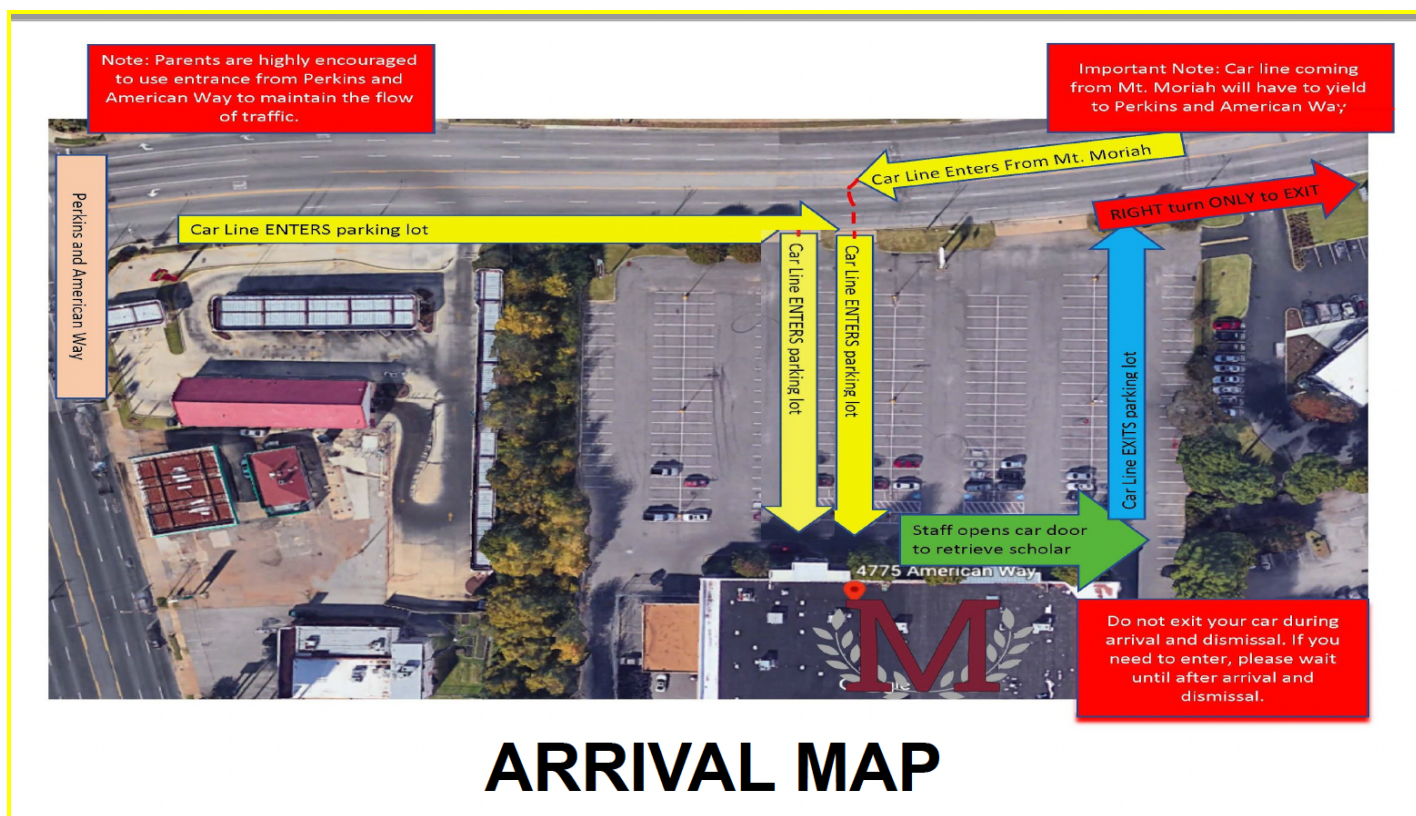 Note: Parents are highly encouraged
to use entrance from Perkins and
American Way to maintain the flow
of traffic.
Important Note: Car line coming
from Mt. Moriah will have to yield
to Perkins and American Way
Car Line Enters From Mt. Moriah
RIGHT turn ONLY to EXIT
Perkins and American Way
Car Line ENTERS parking lot
Car Line ENTERS parking lot
Car Line ENTERS parking lot
Car Line EXITS parking lot
Staff opens car door
to retrieve scholar
4775 American Way
M
Do not exit your car during
arrival and dismissal. If you
need to enter, please wait
until after arrival and
dismissal.
ARRIVAL MAP